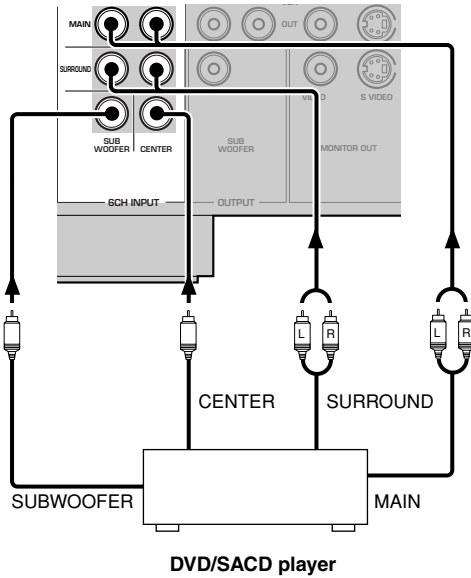 OUT
MAIN
SURROUND
VIDEO
S VIDEO
SUB
WOOFER
CENTER
SUB
WOOFER
MONITOR OUT
6CH INPUT
OUTPUT
L
R
L
R
CENTER
SURROUND
SUBWOOFER
MAIN
DVD/SACD player